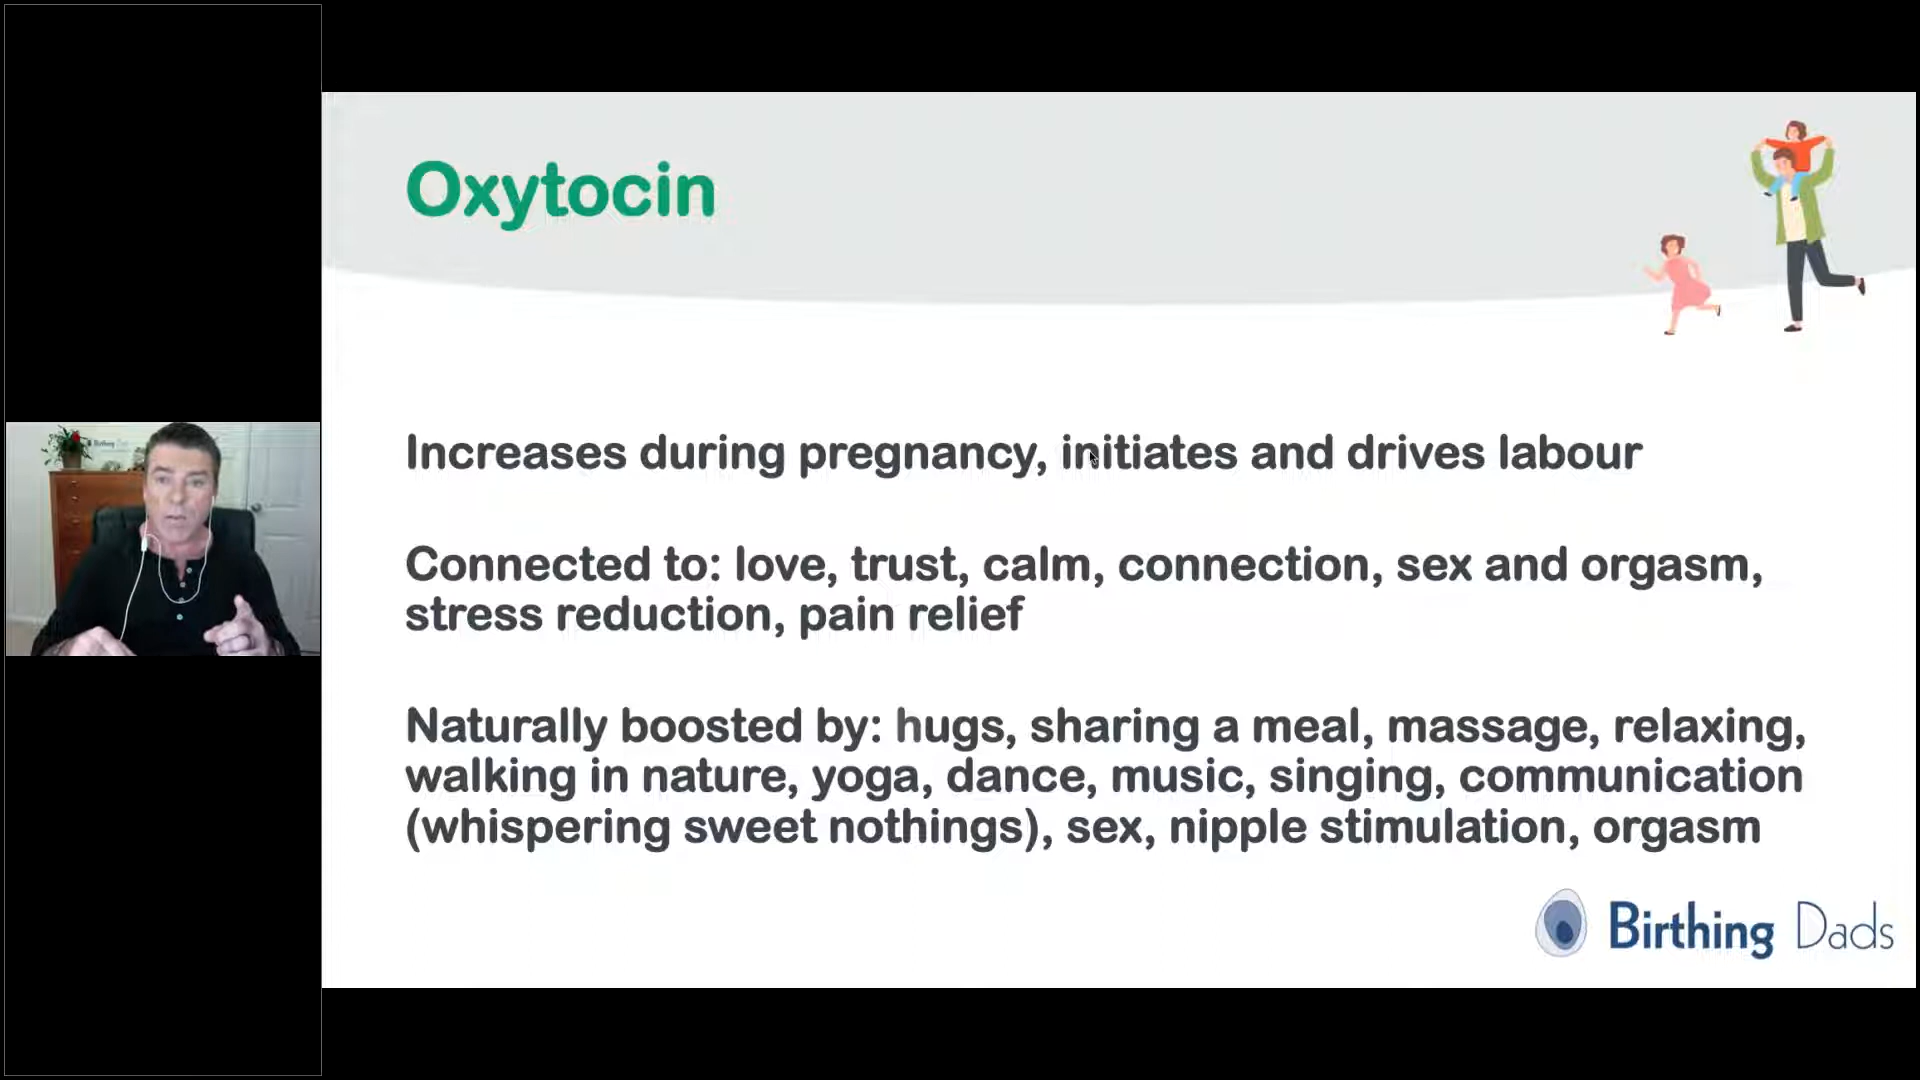 Oxytocin
Increases during pregnancy, initiates and drives labour
Connected to: love, trust, calm, connection, sex and orgasm,
stress reduction, pain relief
Naturally boosted by: hugs, sharing a meal, massage, relaxing,
walking in nature, yoga, dance, music, singing, communication
(whispering sweet nothings), sex, nipple stimulation, orgasm
Birthing Dads